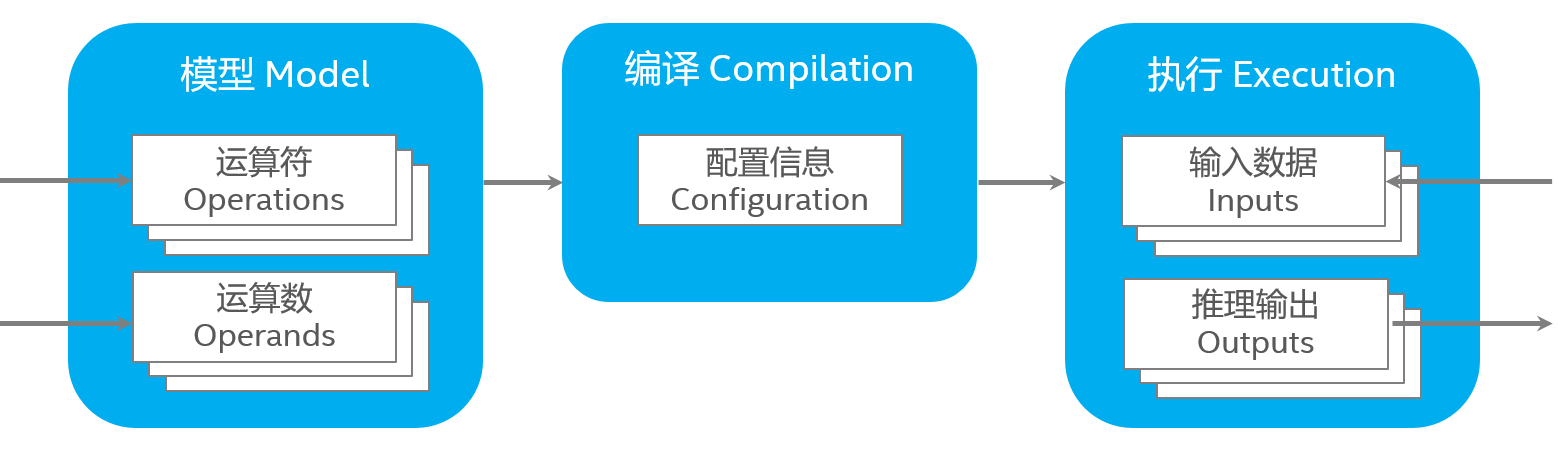 模型 Model
运算符
Operations
运算数
Operands
编译 Compilation
配置信息
Configuration
执行 Execution
输入数据
Inputs
推理输出
Outputs